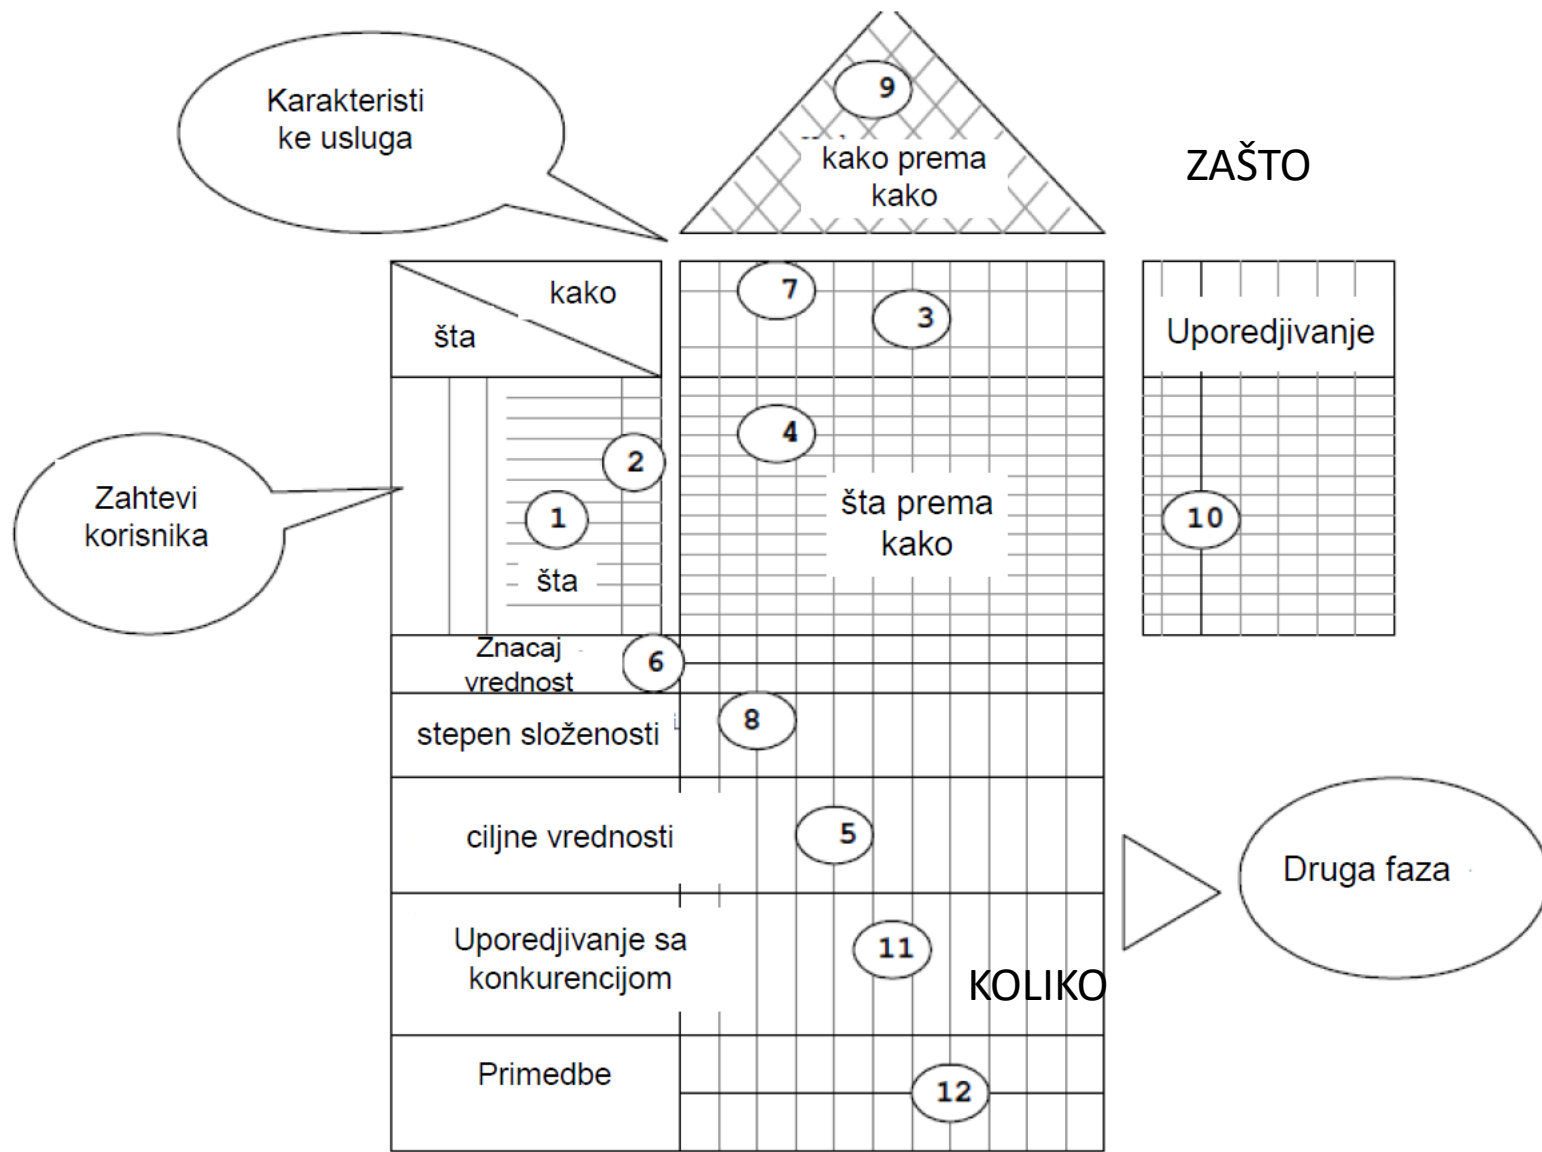 Karakteristi
ke usluga
9
kako prema
kako
ZAŠTO
kako
šta
7
3
Uporedjivanje
Zahtevi
korisnika
2
1
šta
4
šta prema
kako
10
Znacaj
vrednost
6
stepen složenosti
8
ciljne vrednosti
5
Druga faza
Uporedjivanje sa
konkurencijom
11
KOLIKO
Primedbe
12